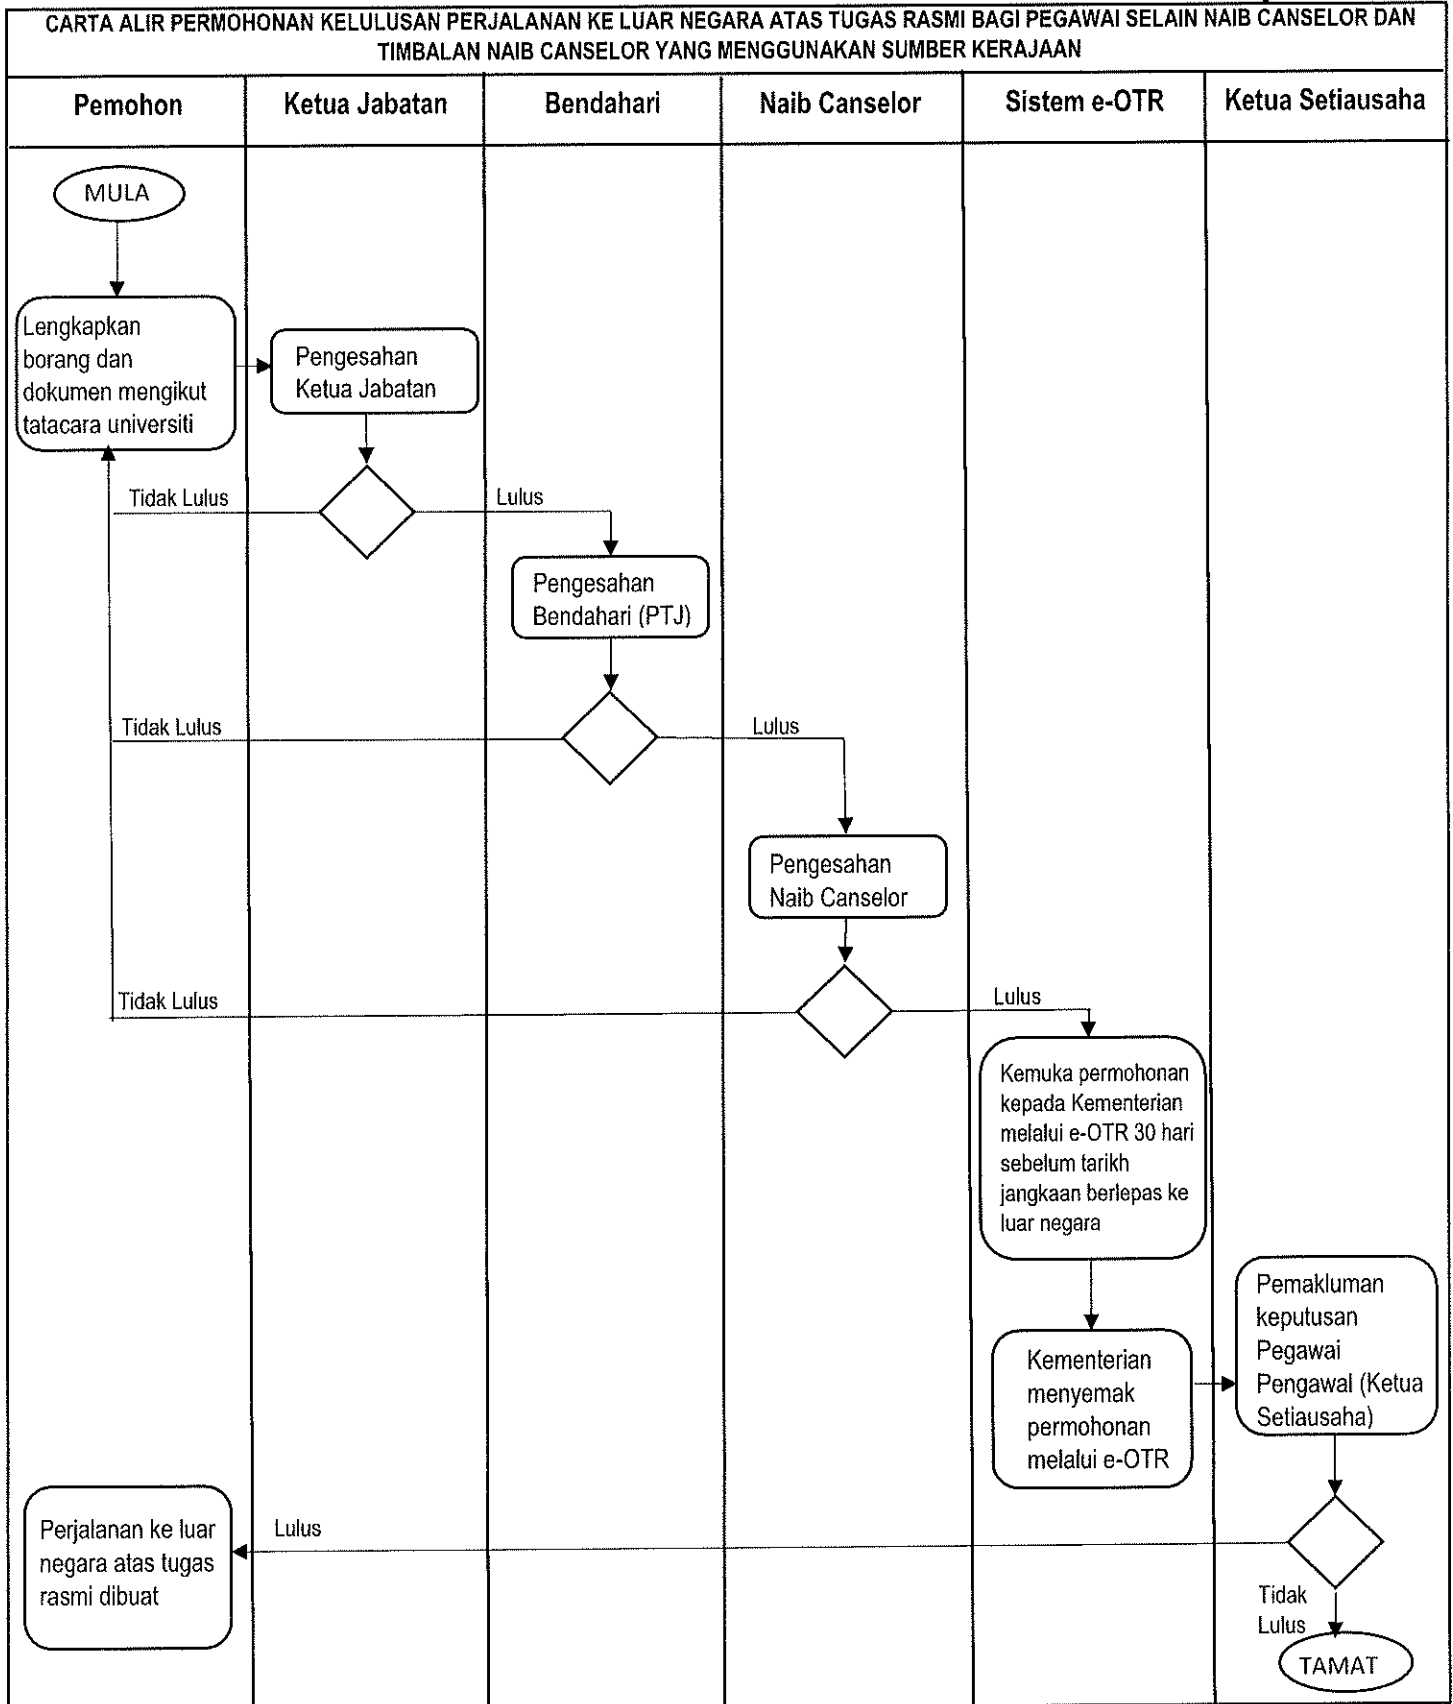 CARTA ALIR PERMOHONAN KELULUSAN PERJALANAN KE LUAR NEGARA ATAS TUGAS RASMI BAGI PEGAWAI SELAIN NAIB CANSELOR DAN
TIMBALAN NAIB CANSELOR YANG MENGGUNAKAN SUMBER KERAJAAN
Pemohon
Ketua Jabatan
Bendahari
Naib Canselor
Sistem e-OTR
Ketua Setiausaha
MULA
Lengkapkan
borang dan
dokumen mengikut
tatacara universiti
Pengesahan
Ketua Jabatan
Tidak Lulus
Lulus
Pengesahan
Bendahari (PTJ)
Tidak Lulus
Lulus
Pengesahan
Naib Canselor
Tidak Lulus
Lulus
Kemuka permohonan
kepada Kementerian
melalui e-OTR 30 hari
sebelum tarikh
jangkaan berlepas ke
luar negara
Kementerian
menyemak
permohonan
melalui e-OTR
Pemakluman
keputusan
Pegawai
Pengawal (Ketua
Setiausaha)
Lulus
Perjalanan ke luar
negara atas tugas
rasmi dibuat
Tidak
Lulus
TAMAT